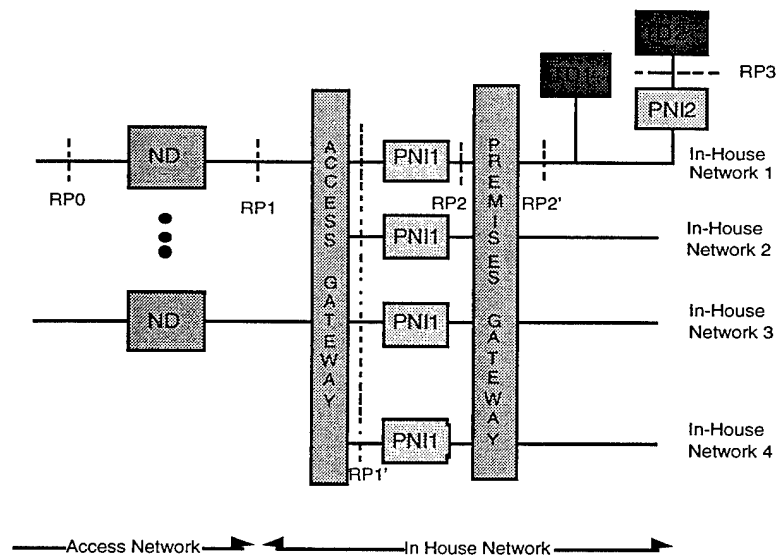 RP3
PNI2
ND
PNI1
In-House
Network 1
RP0
RP1
RP2
RP2'
ACCESS GATEWAY
PREMISES GATEWAY
PNI1
In-House
Network 2
ND
PNI1
In-House
Network 3
PNI1
In-House
Network 4
RP1'
Access Network
In House Network